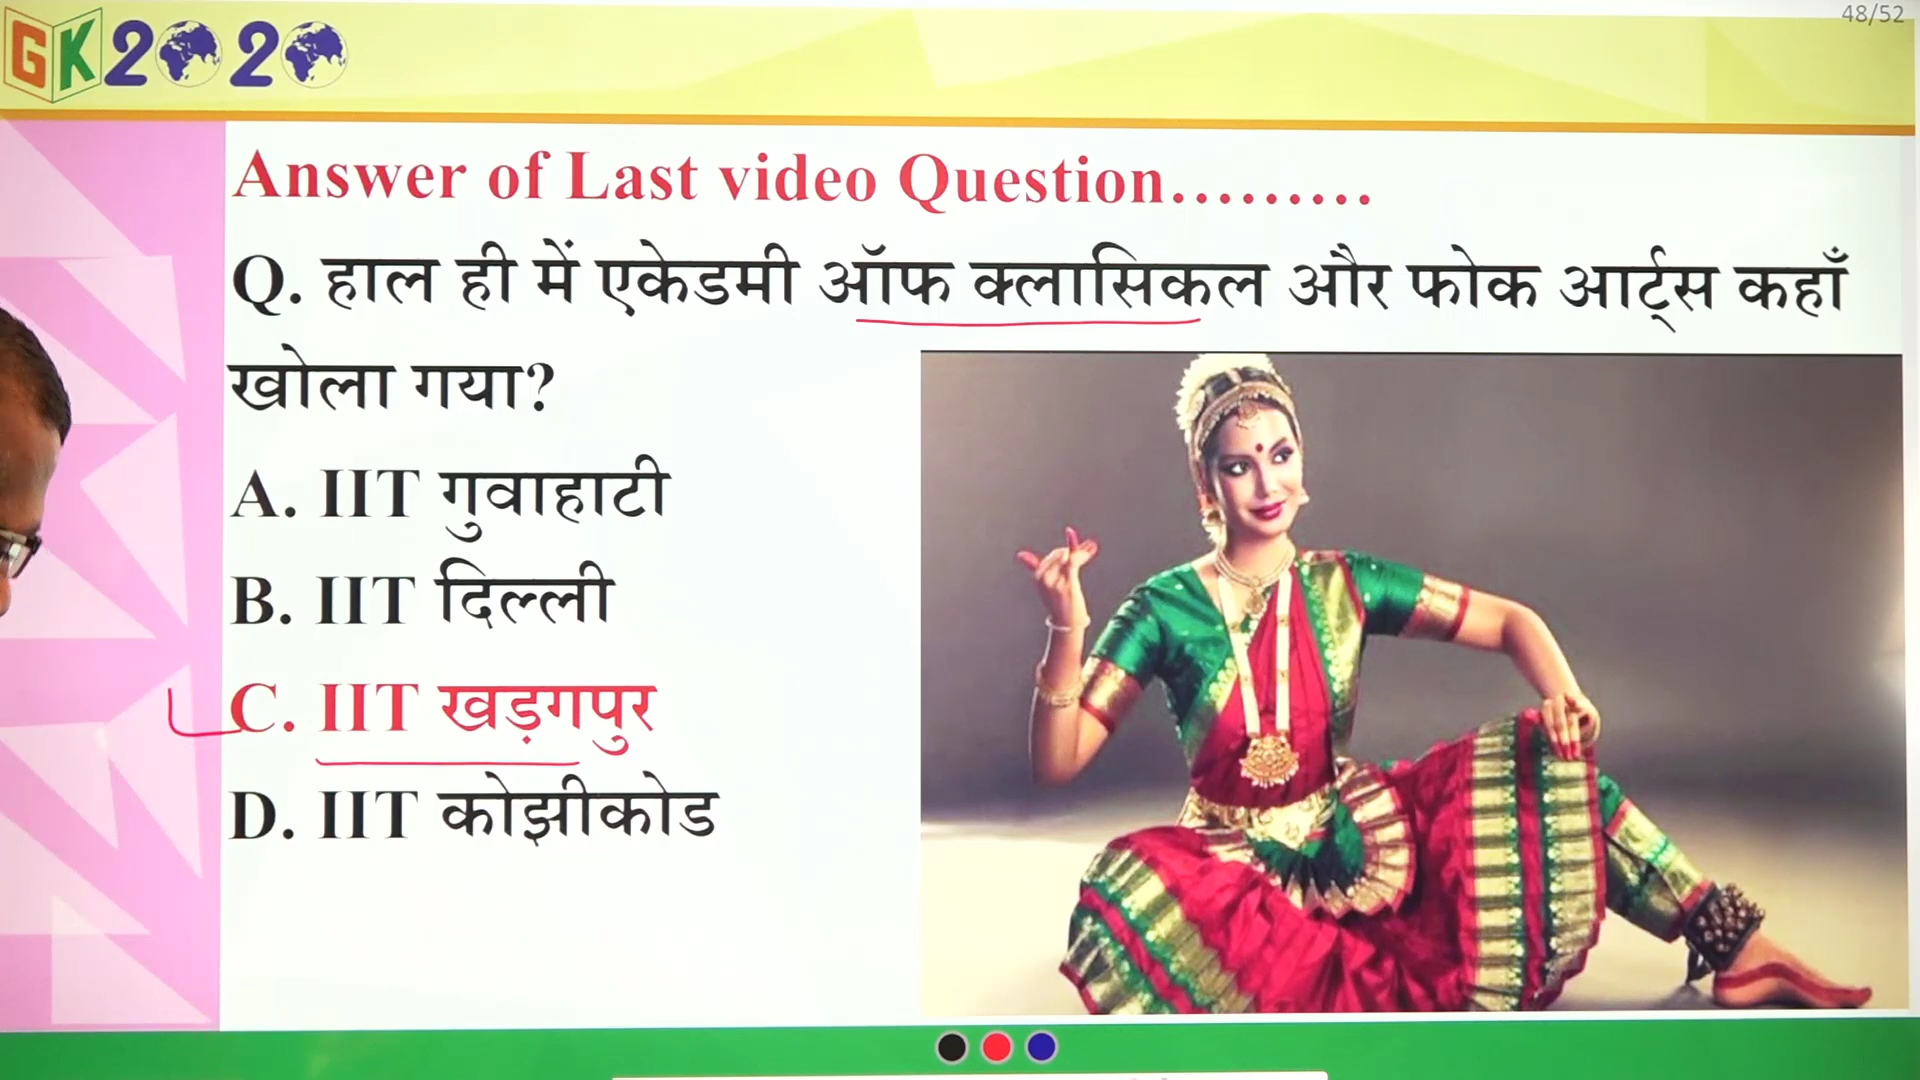 48/52
GK2020
Answer of Last video Question.........
Q. हाल ही में एकेडमी ऑफ क्लासिकल और फोक आर्ट्स कहाँ
खोला गया?
A. IIT गुवाहाटी
B. IIT दिल्ली
C. IIT खड़गपुर
D. IIT कोझीकोड